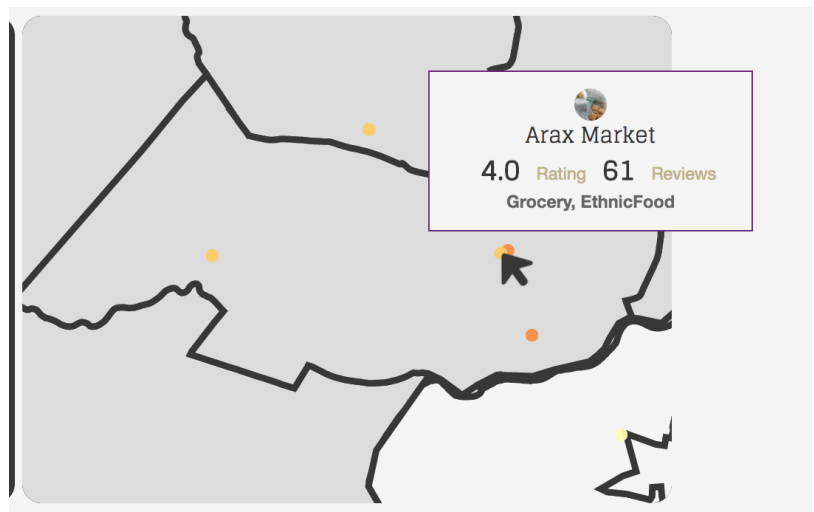 Arax Market
4.0 Rating 61 Reviews
Grocery, EthnicFood